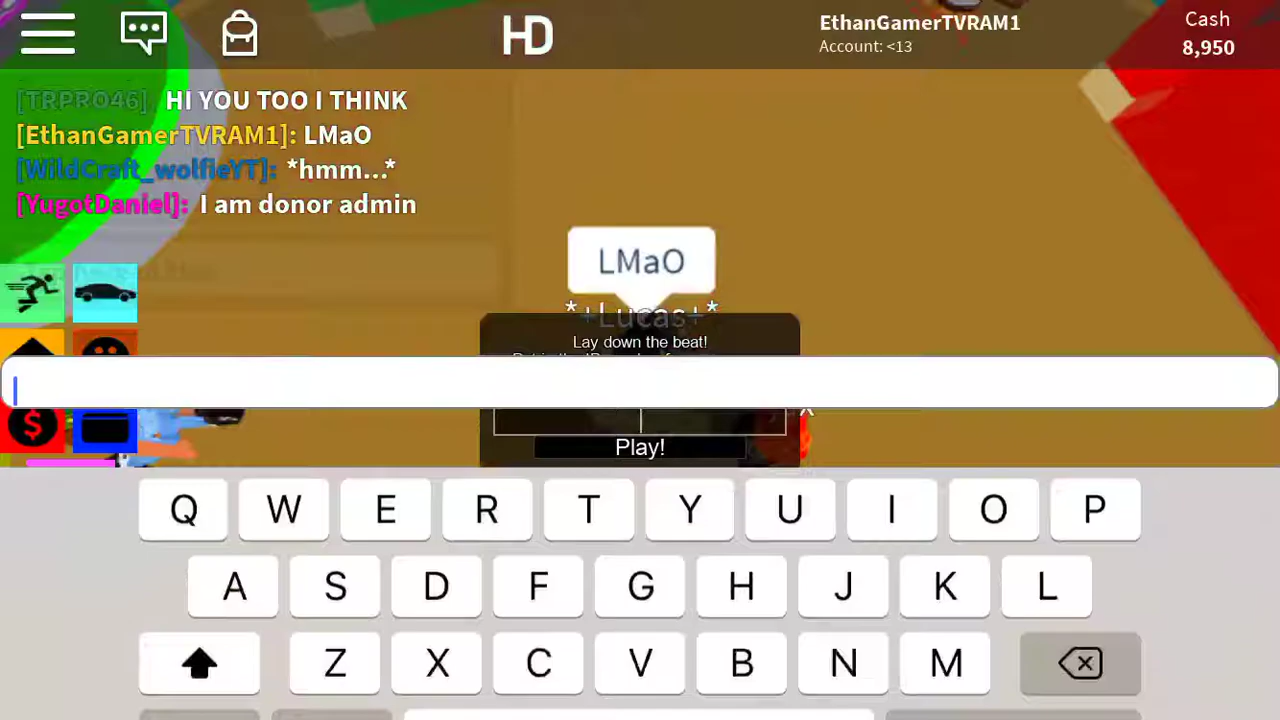 HD
EthanGamerTVRAM1
Account: <13
Cash
8,950
[TRPRO46] HI YOU TOO I THINK
[EthanGamerTVRAM1]: LMaO
[WildCraft_wolfieYT]: *hmm...*
[YugotDaniel]: I am donor admin
LMaO
*+Lucas+*
Lay down the beat!
$
X
Play!
Q W E R T Y U I O P
A S D F G H J K L
Z X C V B N M